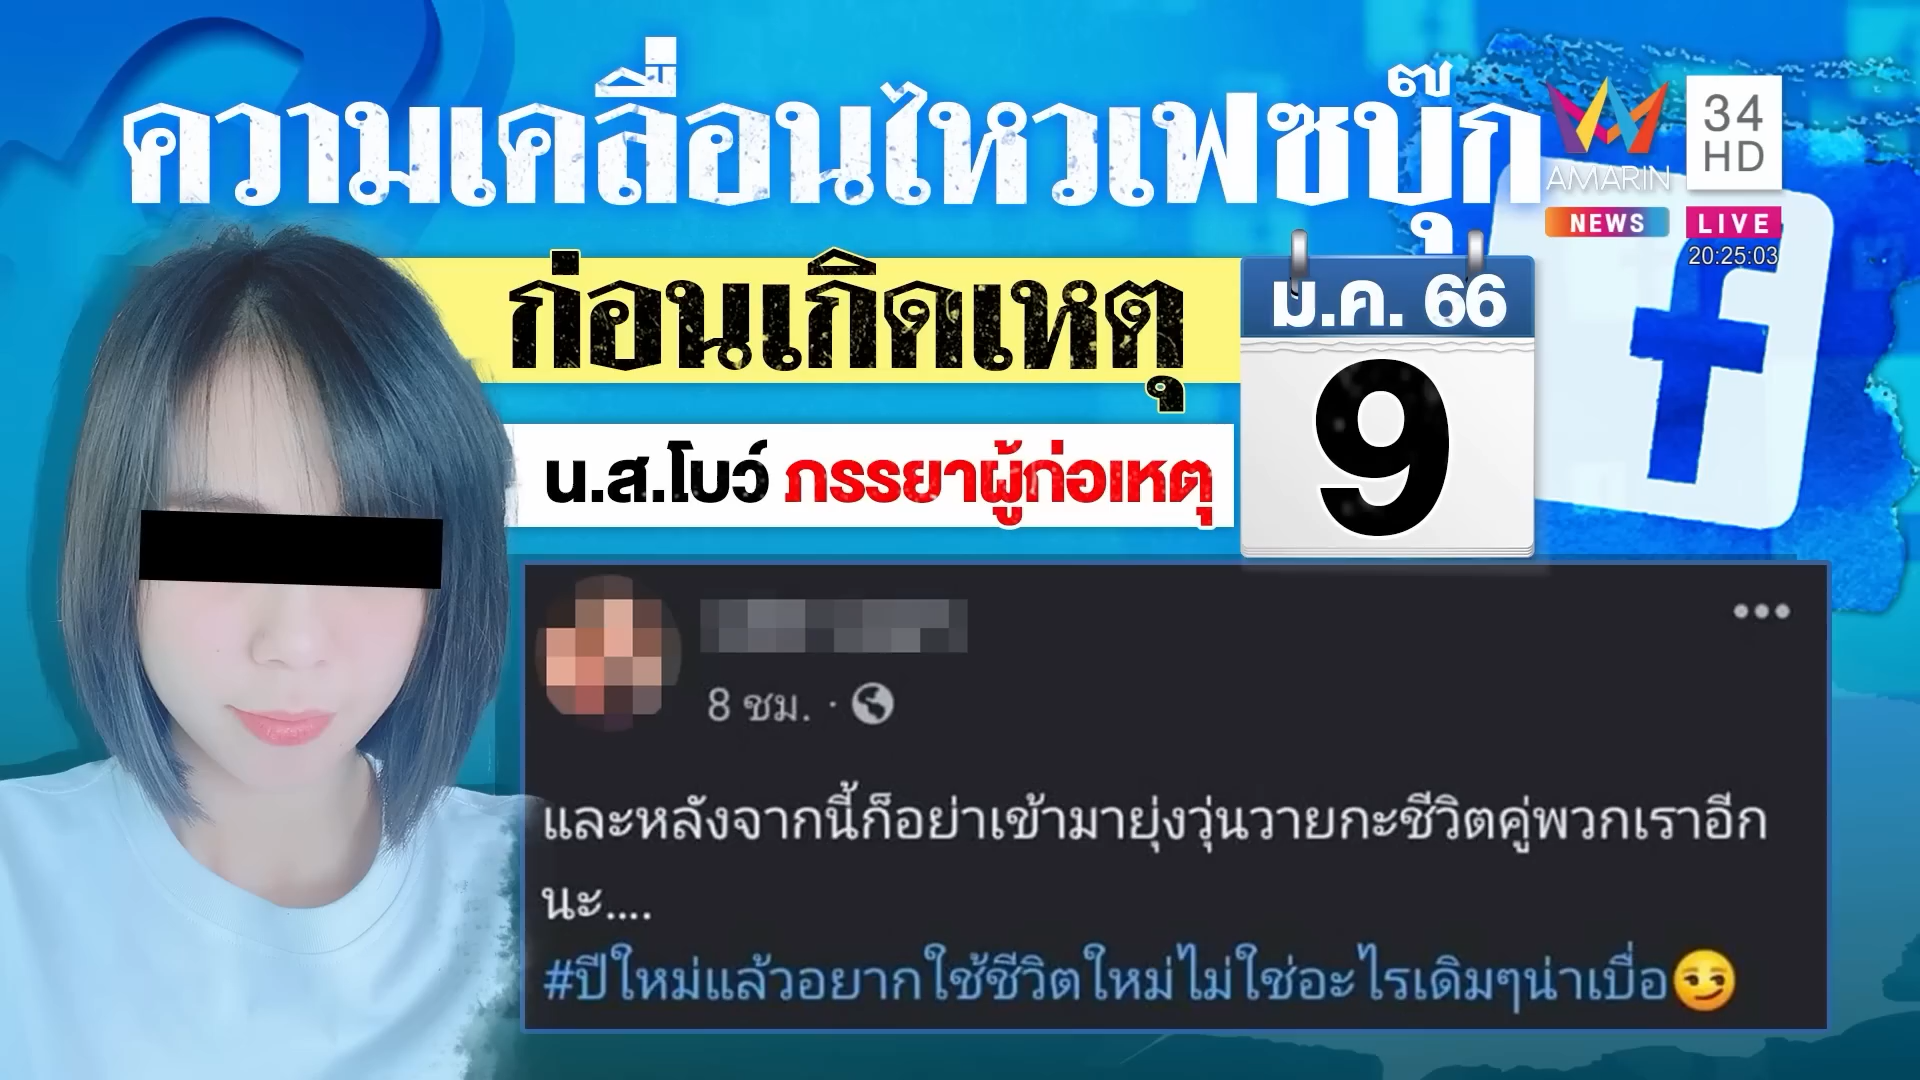 ความเคลื่อนไหวเฟซบุ๊ก
AMARIN
34
HD
NEWS
LIVE
20:25:03
ก่อนเกิดเหตุ
ม.ค. 66
9
น.ส.โบว์ ภรรยาผู้ก่อเหตุ
8 ชม. ·
และหลังจากนี้ก็อย่าเข้ามายุ่งวุ่นวายกะชีวิตคู่พวกเราอีก
นะ....
#ปีใหม่แล้วอยากใช้ชีวิตใหม่ไม่ใช่อะไรเดิมๆน่าเบื่อ😏